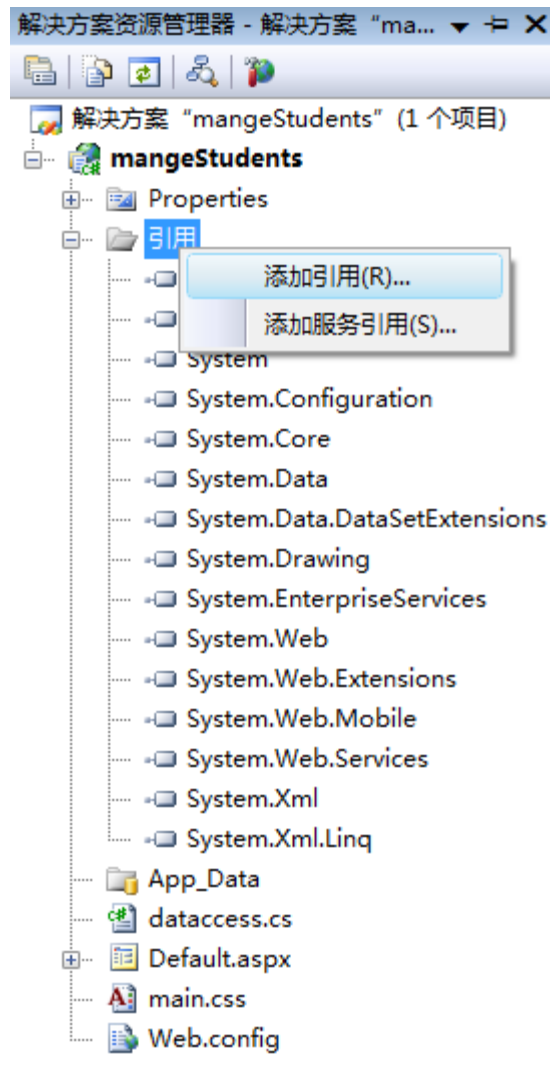 解决方案资源管理器 - 解决方案 “ma...
解决方案 “mangeStudents” (1 个项目)
mangeStudents
Properties
引用
添加引用(R)...
添加服务引用(S)...
System
System.Configuration
System.Core
System.Data
System.Data.DataSetExtensions
System.Drawing
System.EnterpriseServices
System.Web
System.Web.Extensions
System.Web.Mobile
System.Web.Services
System.Xml
System.Xml.Linq
App_Data
dataccess.cs
Default.aspx
main.css
Web.config